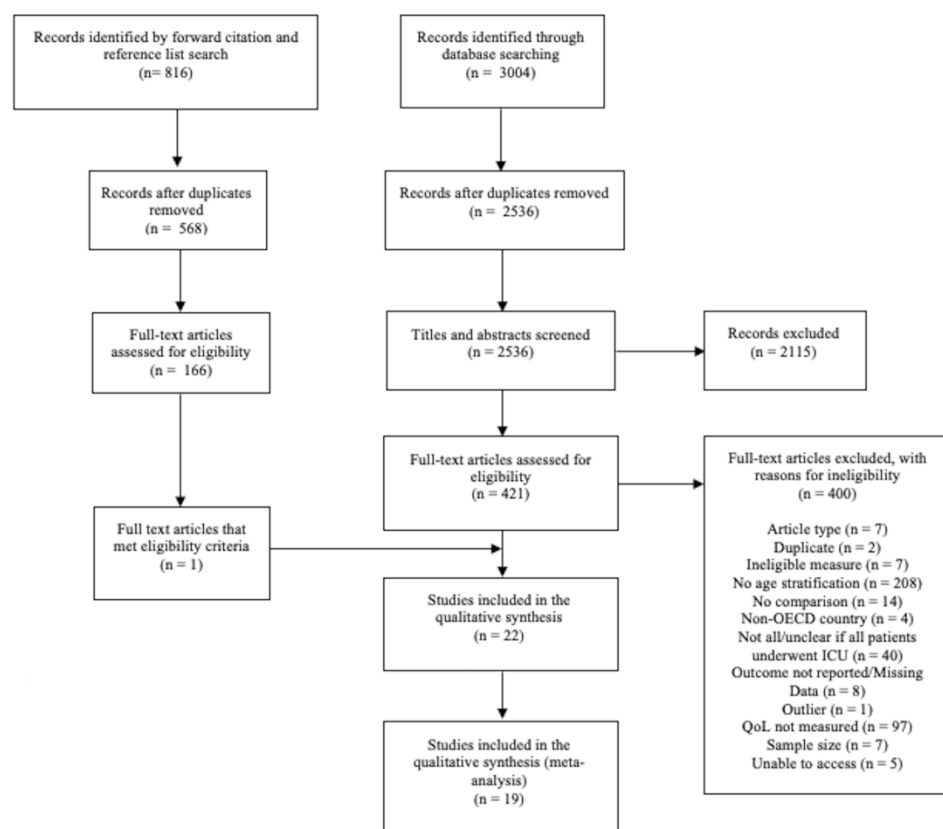 Records identified by forward citation and
reference list search
(n= 816)
Records identified through
database searching
(n = 3004)
Records after duplicates
removed
(n = 568)
Records after duplicates removed
(n = 2536)
Full-text articles
assessed for eligibility
(n = 166)
Titles and abstracts screened
(n = 2536)
Records excluded
(n = 2115)
Full-text articles assessed for
eligibility
(n = 421)
Full-text articles excluded, with
reasons for ineligibility
(n = 400)
Article type (n = 7)
Duplicate (n = 2)
Ineligible measure (n = 7)
No age stratification (n = 208)
No comparison (n = 14)
Non-OECD country (n = 4)
Not all/unclear if all patients
underwent ICU (n = 40)
Outcome not reported/Missing
Data (n = 8)
Outlier (n = 1)
QoL not measured (n = 97)
Sample size (n = 7)
Unable to access (n = 5)
Full text articles that
met eligibility criteria
(n = 1)
Studies included in the
qualitative synthesis
(n = 22)
Studies included in the
qualitative synthesis (meta-
analysis)
(n = 19)